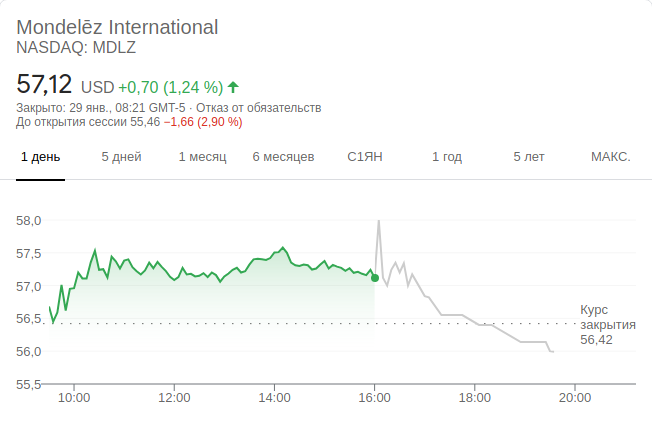 Mondelēz International
NASDAQ: MDLZ
57,12 USD +0,70 (1,24 %)
Закрыто: 29 янв., 08:21 GMT-5 · Отказ от обязательств
До открытия сессии 55,46 −1,66 (2,90 %)
1 день 5 дней 1 месяц 6 месяцев С1ЯН 1 год 5 лет МАКС.
58,0
57,5
57,0
56,5
56,0
55,5
Курс
закрытия
56,42
10:00 12:00 14:00 16:00 18:00 20:00